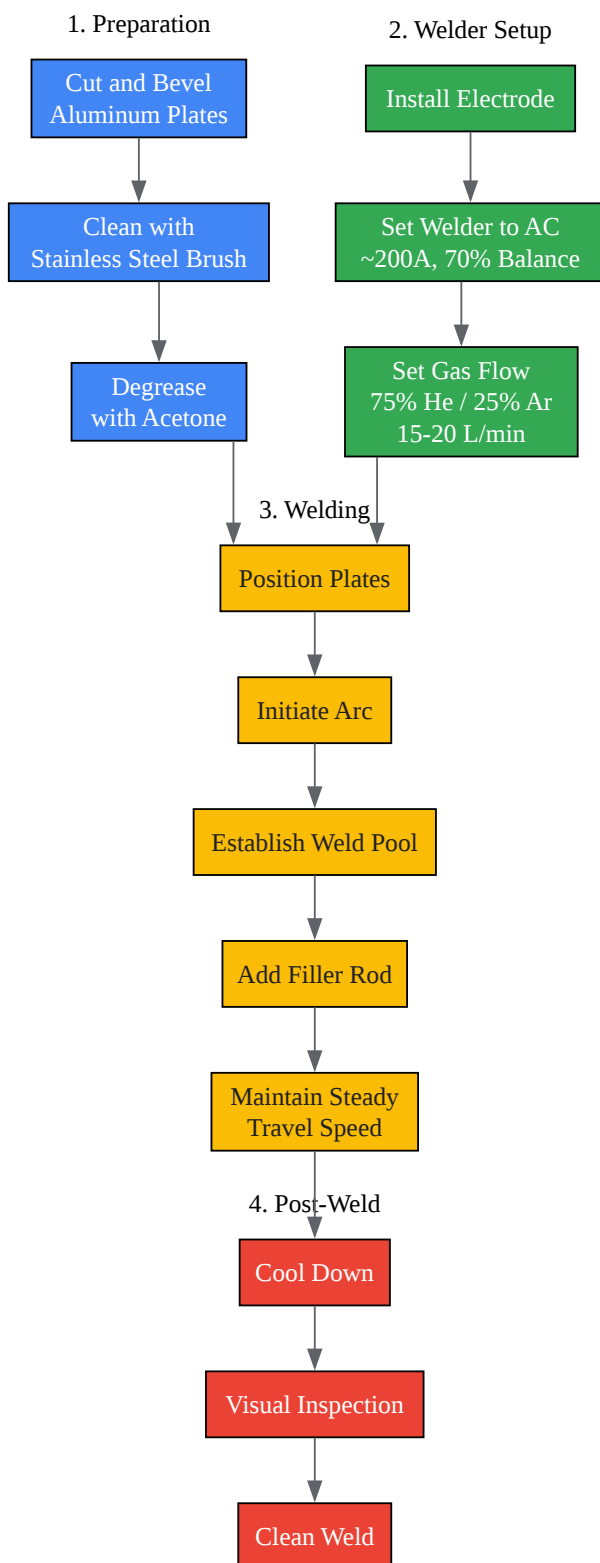 1. Preparation
Cut and Bevel
Aluminum Plates
Clean with
Stainless Steel Brush
Degrease
with Acetone
2. Welder Setup
Install Electrode
Set Welder to AC
~200A, 70% Balance
Set Gas Flow
75% He / 25% Ar
15-20 L/min
3. Welding
Position Plates
Initiate Arc
Establish Weld Pool
Add Filler Rod
Maintain Steady
Travel Speed
4. Post-Weld
Cool Down
Visual Inspection
Clean Weld